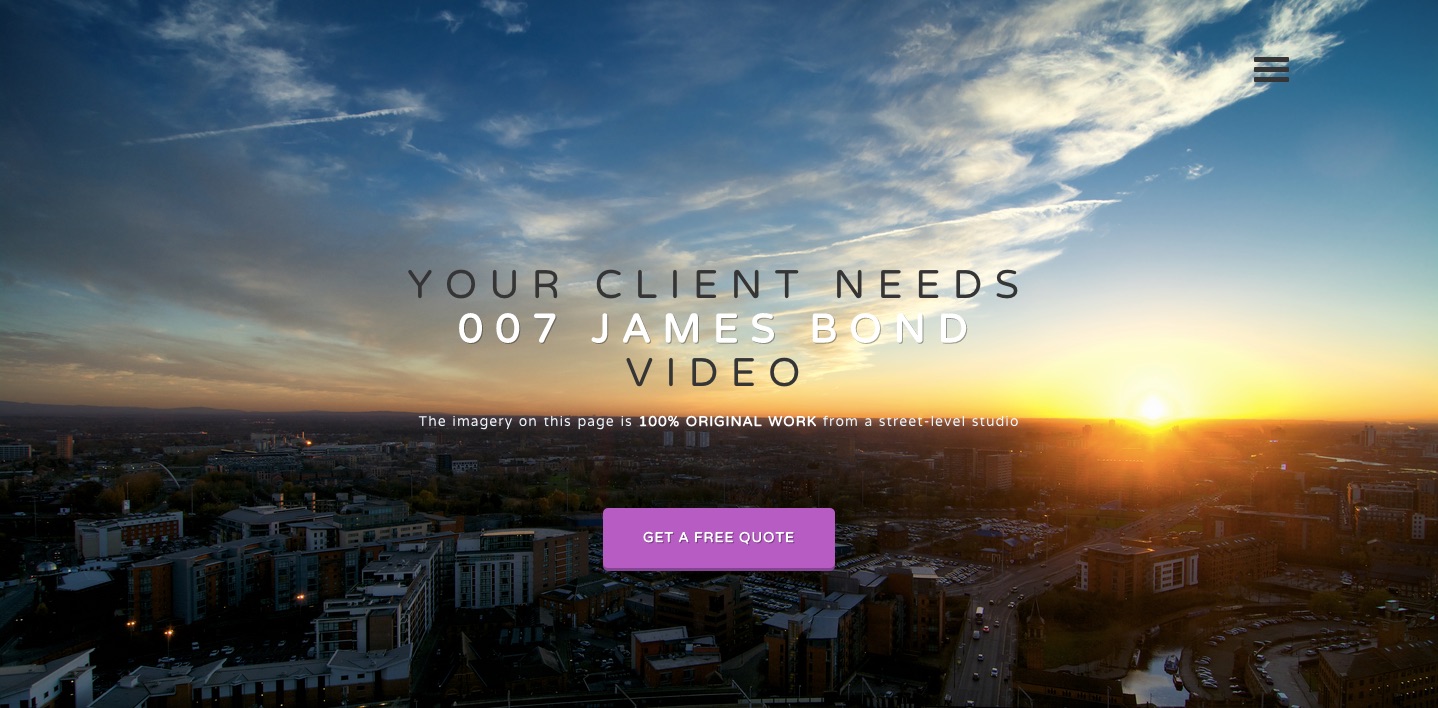 YOUR CLIENT NEEDS
007 JAMES BOND
VIDEO
The imagery on this page is 100% ORIGINAL WORK from a street-level studio
GET A FREE QUOTE